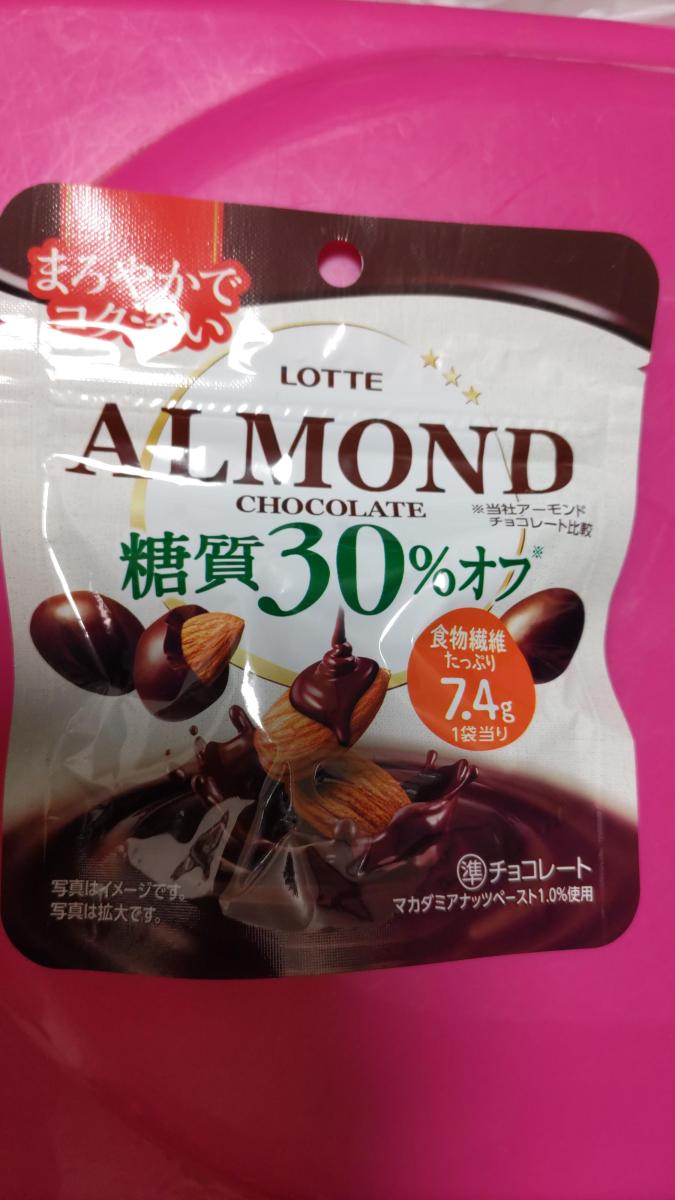 まろやかで
コク深い
LOTTE
ALMOND
CHOCOLATE
※当社アーモンド
チョコレート比較
糖質30%オフ※
食物繊維
たっぷり
7.4g
1袋当り
準チョコレート
マカダミアナッツペースト1.0%使用
写真はイメージです。
写真は拡大です。